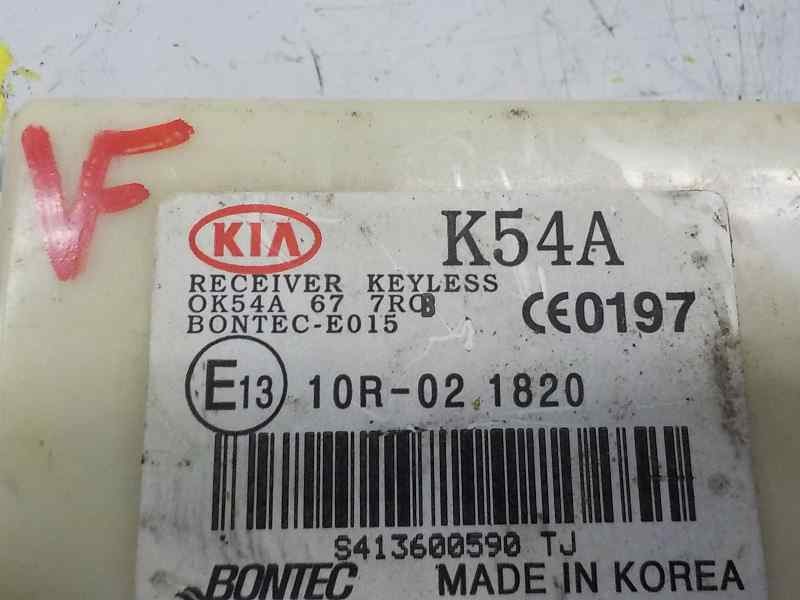 VF
KIA
K54A
RECEIVER KEYLESS
OK54A 67 7R0B
BONTEC-E015
CE0197
E13 10R-02 1820
S413600590 TJ
BONTEC MADE IN KOREA